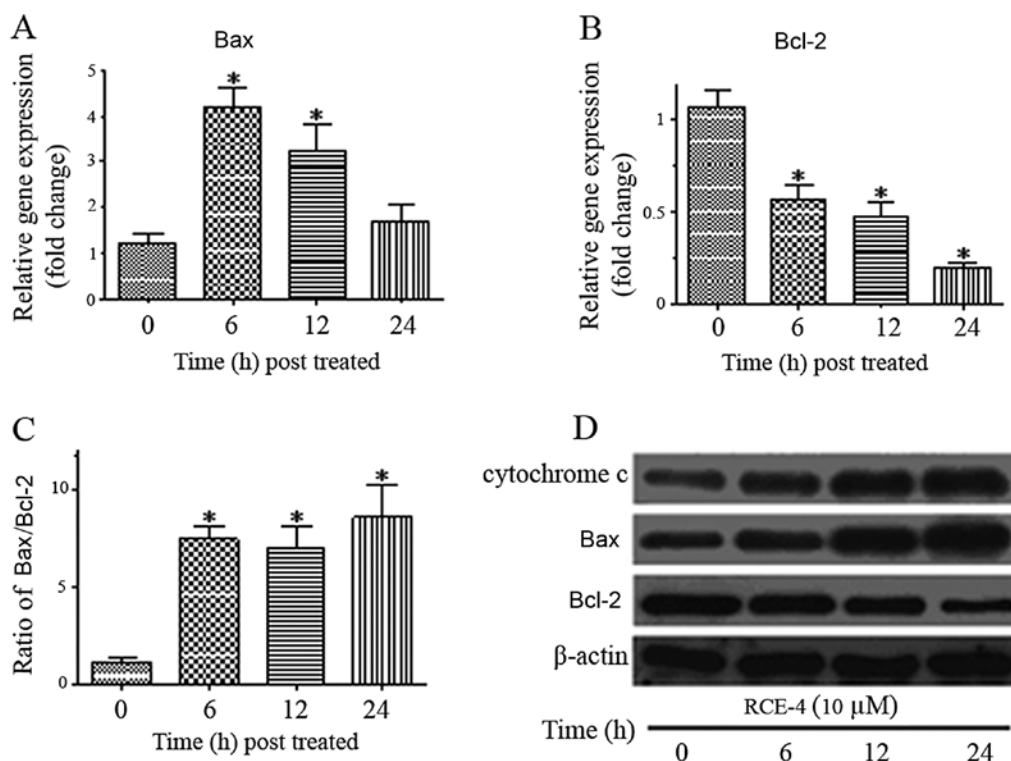 A
Bax
Relative gene expression
(fold change)
5
4
3
2
1
0
*
*
0 6 12 24
Time (h) post treated
B
Bcl-2
Relative gene expression
(fold change)
1
0.5
0
*
*
*
0 6 12 24
Time (h) post treated
C
Ratio of Bax/Bcl-2
10
5
0
*
*
*
0 6 12 24
Time (h) post treated
D
cytochrome c
Bax
Bcl-2
β-actin
RCE-4 (10 μM)
Time (h)
0 6 12 24